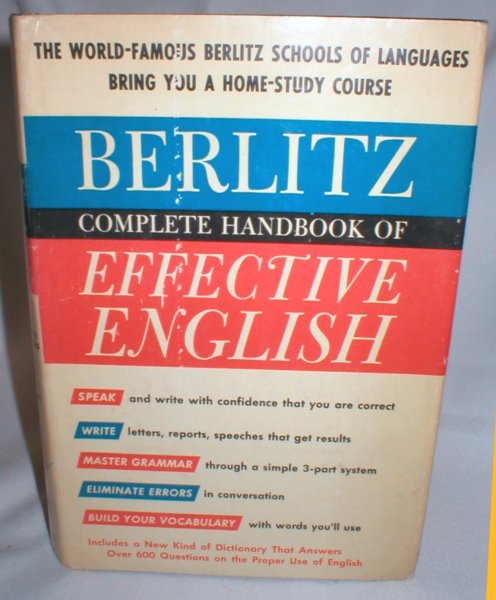 THE WORLD-FAMOUS BERLITZ SCHOOLS OF LANGUAGES
BRING YOU A HOME-STUDY COURSE
BERLITZ
COMPLETE HANDBOOK OF
EFFECTIVE
ENGLISH
SPEAK and write with confidence that you are correct
WRITE letters, reports, speeches that get results
MASTER GRAMMAR through a simple 3-part system
ELIMINATE ERRORS in conversation
BUILD YOUR VOCABULARY with words you'll use
Includes a New Kind of Dictionary That Answers
Over 600 Questions on the Proper Use of English